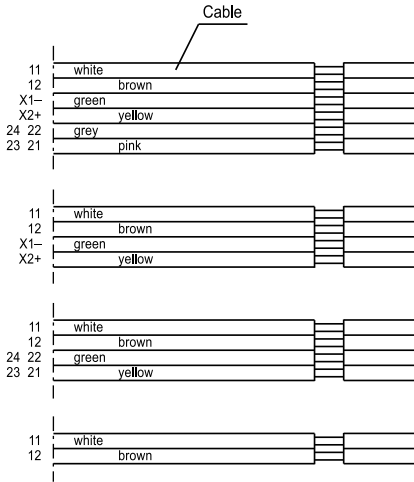 Cable
11 white
12 brown
X1– green
X2+ yellow
24 22 grey
23 21 pink
11 white
12 brown
X1– green
X2+ yellow
11 white
12 brown
24 22 green
23 21 yellow
11 white
12 brown